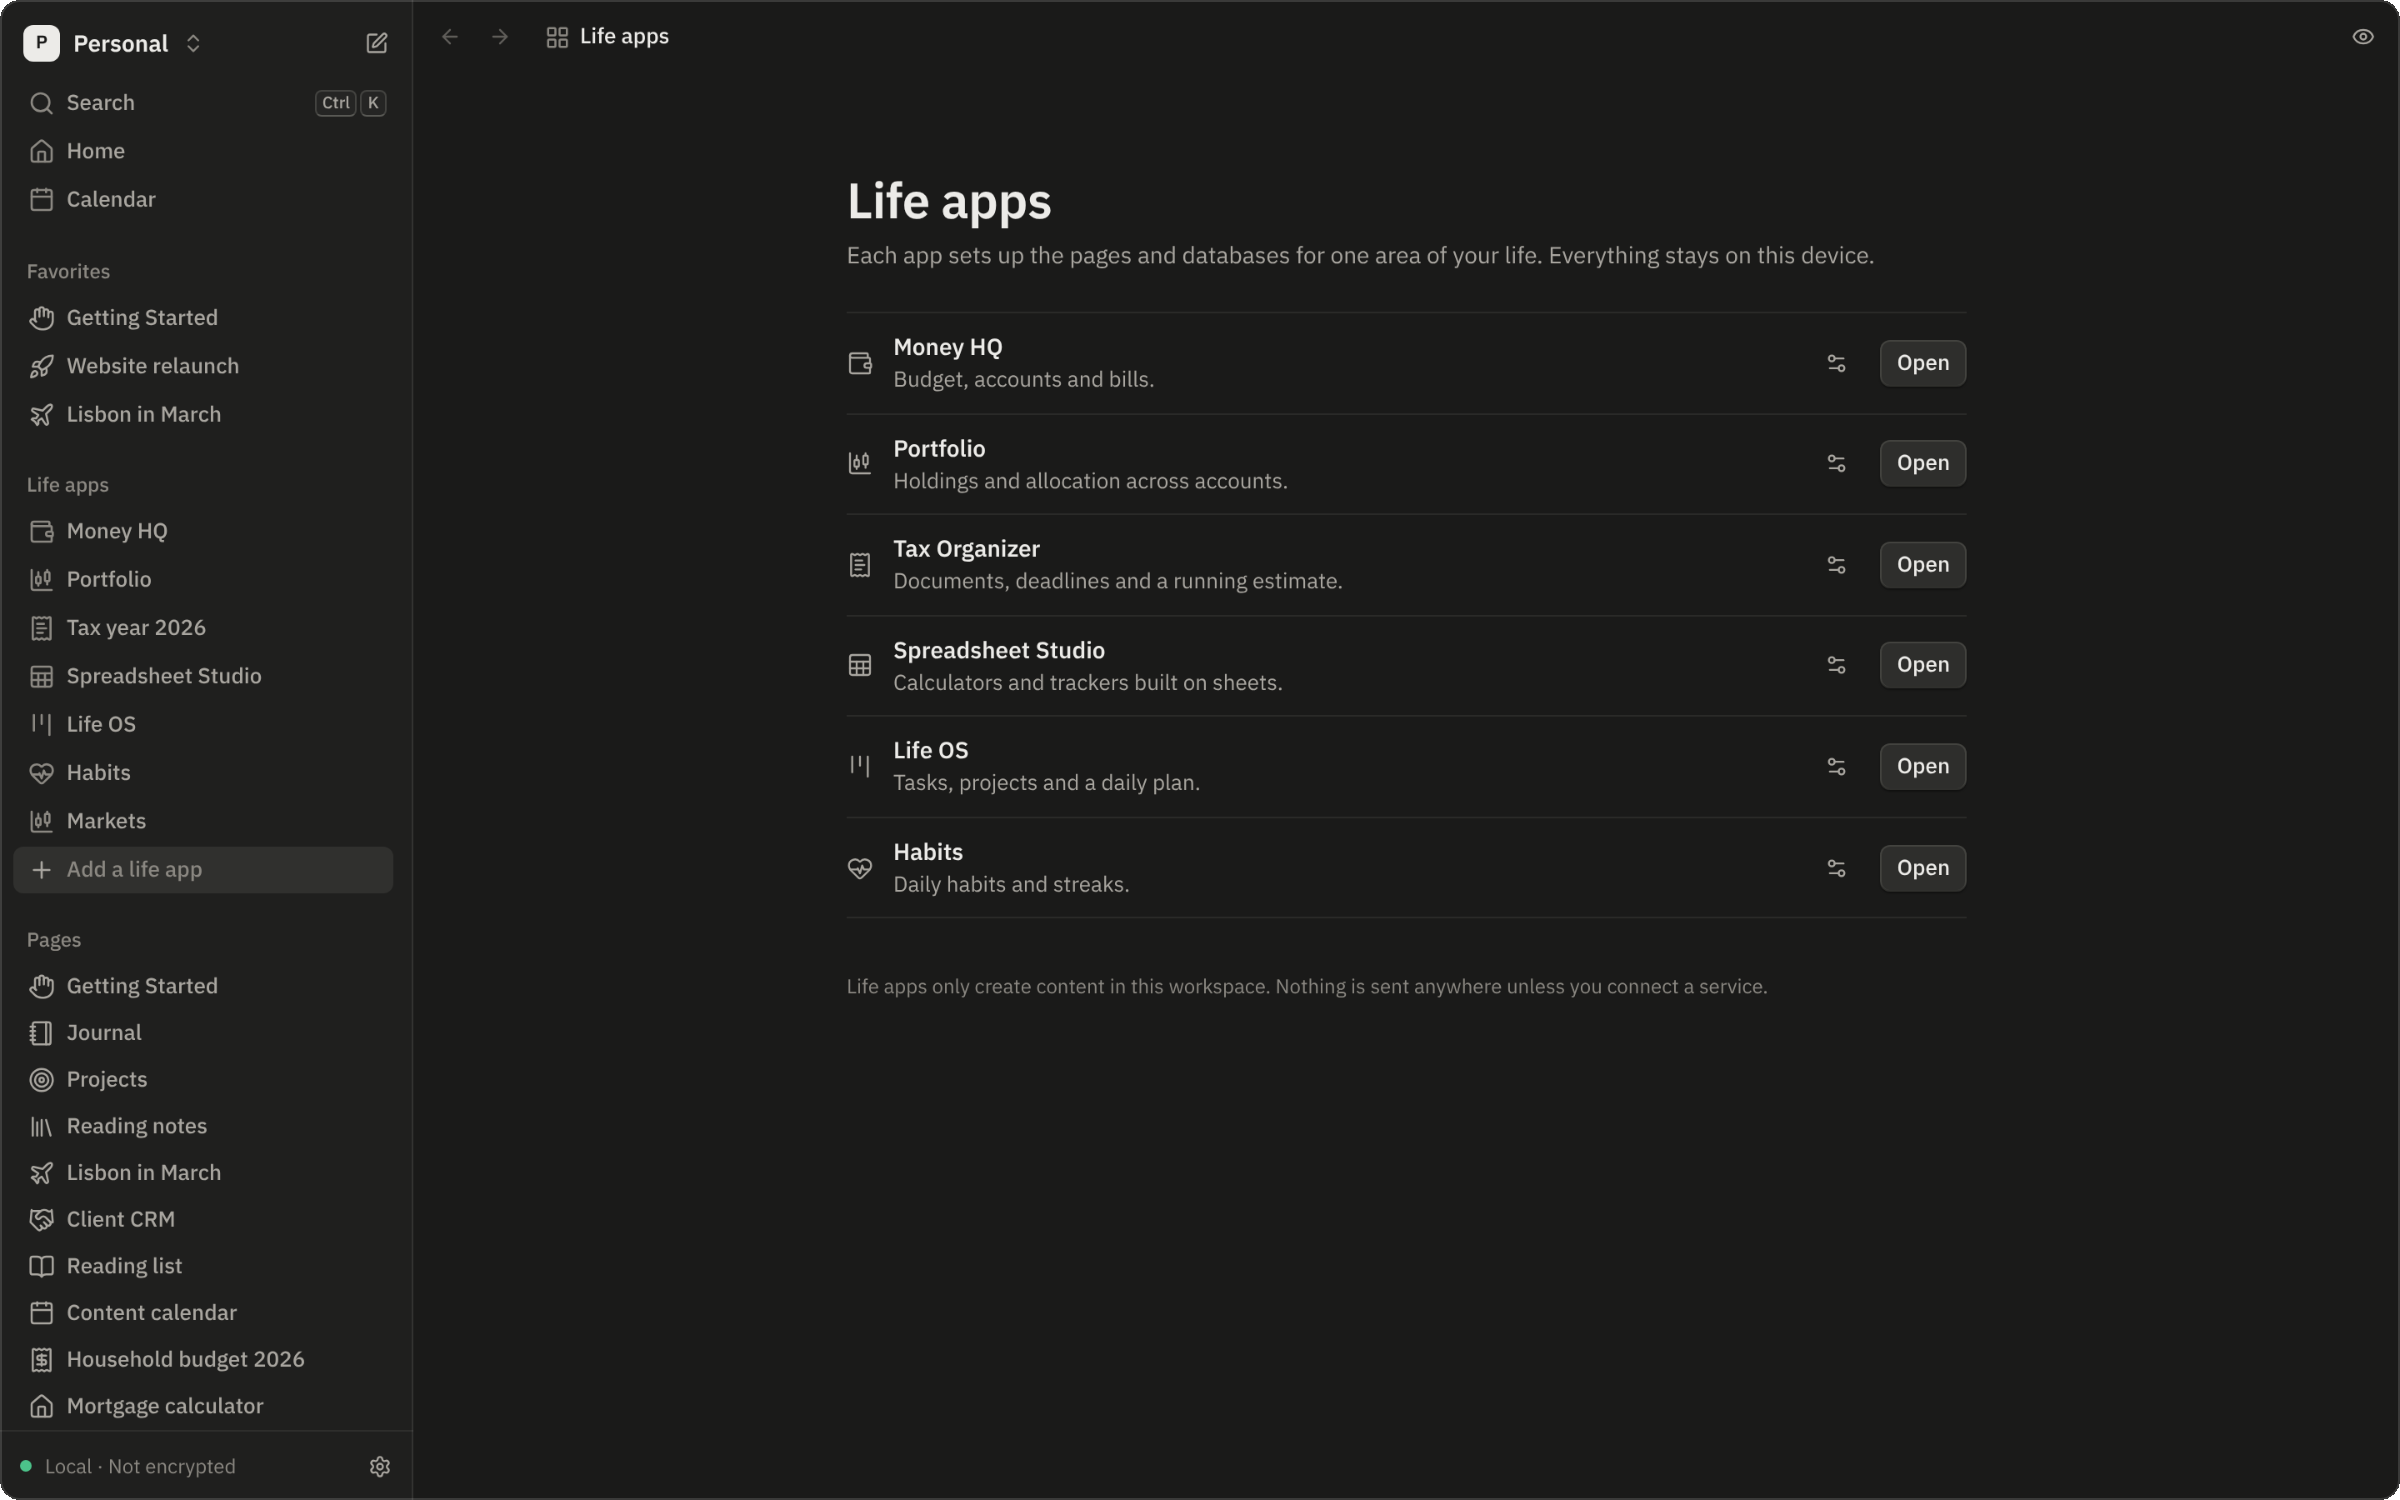 P Personal
Search Ctrl K
Home
Calendar
Favorites
Getting Started
Website relaunch
Lisbon in March
Life apps
Money HQ
Portfolio
Tax year 2026
Spreadsheet Studio
Life OS
Habits
Markets
Add a life app
Pages
Getting Started
Journal
Projects
Reading notes
Lisbon in March
Client CRM
Reading list
Content calendar
Household budget 2026
Mortgage calculator
Local · Not encrypted
Life apps
Life apps
Each app sets up the pages and databases for one area of your life. Everything stays on this device.
Money HQ
Budget, accounts and bills.
Open
Portfolio
Holdings and allocation across accounts.
Open
Tax Organizer
Documents, deadlines and a running estimate.
Open
Spreadsheet Studio
Calculators and trackers built on sheets.
Open
Life OS
Tasks, projects and a daily plan.
Open
Habits
Daily habits and streaks.
Open
Life apps only create content in this workspace. Nothing is sent anywhere unless you connect a service.